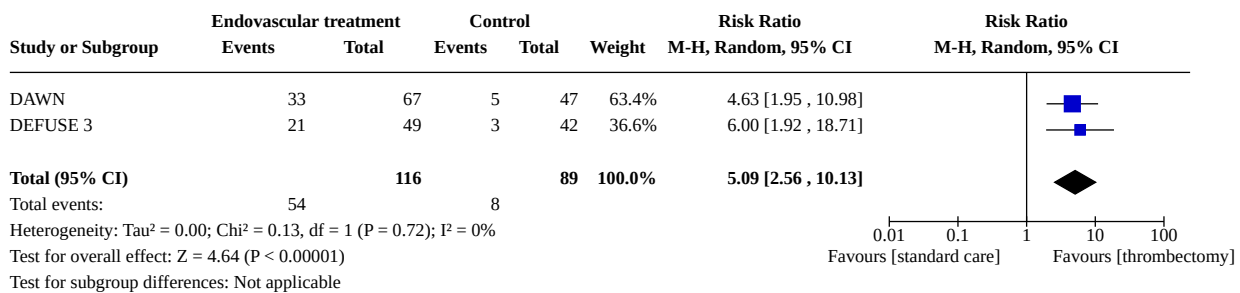 Endovascular treatment Control Risk Ratio Risk Ratio
Study or Subgroup Events Total Events Total Weight M-H, Random, 95% CI M-H, Random, 95% CI
DAWN 33 67 5 47 63.4% 4.63 [1.95 , 10.98]
DEFUSE 3 21 49 3 42 36.6% 6.00 [1.92 , 18.71]
Total (95% CI) 116 89 100.0% 5.09 [2.56 , 10.13]
Total events: 54 8
Heterogeneity: Tau² = 0.00; Chi² = 0.13, df = 1 (P = 0.72); I² = 0%
0.01 0.1 1 10 100
Test for overall effect: Z = 4.64 (P < 0.00001) Favours [standard care] Favours [thrombectomy]
Test for subgroup differences: Not applicable